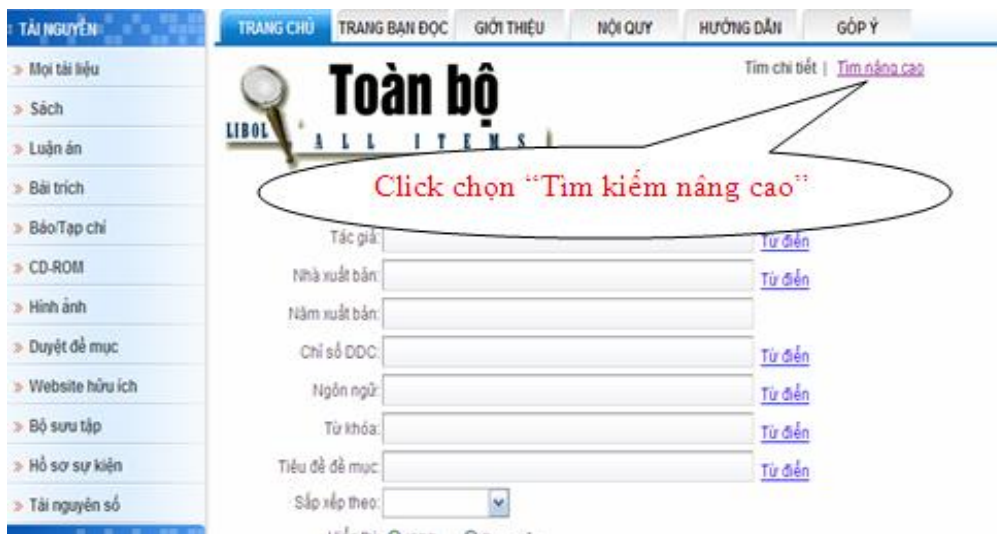 TÀI NGUYÊN
TRANG CHỦ TRANG BẠN ĐỌC GIỚI THIỆU NỘI QUY HƯỚNG DẪN GÓP Ý
Mọi tài liệu
Sách
Luận án
Bài trích
Báo/Tạp chí
CD-ROM
Hình ảnh
Duyệt đề mục
Website hữu ích
Bộ sưu tập
Hồ sơ sự kiện
Tài nguyên số
Tìm chi tiết | Tìm nâng cao
Toàn bộ
LIBOL ALL ITEMS
Click chọn “Tìm kiếm nâng cao”
Tác giả: Từ điển
Nhà xuất bản: Từ điển
Năm xuất bản:
Chỉ số DDC: Từ điển
Ngôn ngữ: Từ điển
Từ khóa: Từ điển
Tiêu đề đề mục: Từ điển
Sắp xếp theo: